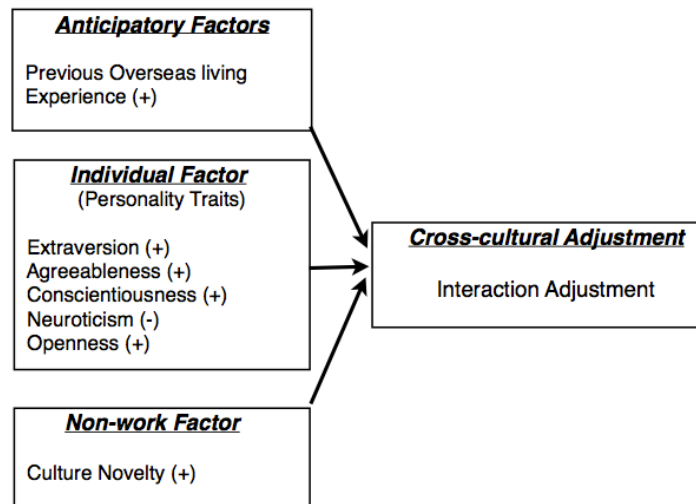 Anticipatory Factors
Previous Overseas living
Experience (+)
Individual Factor
(Personality Traits)
Extraversion (+)
Agreeableness (+)
Conscientiousness (+)
Neuroticism (-)
Openness (+)
Non-work Factor
Culture Novelty (+)
Cross-cultural Adjustment
Interaction Adjustment